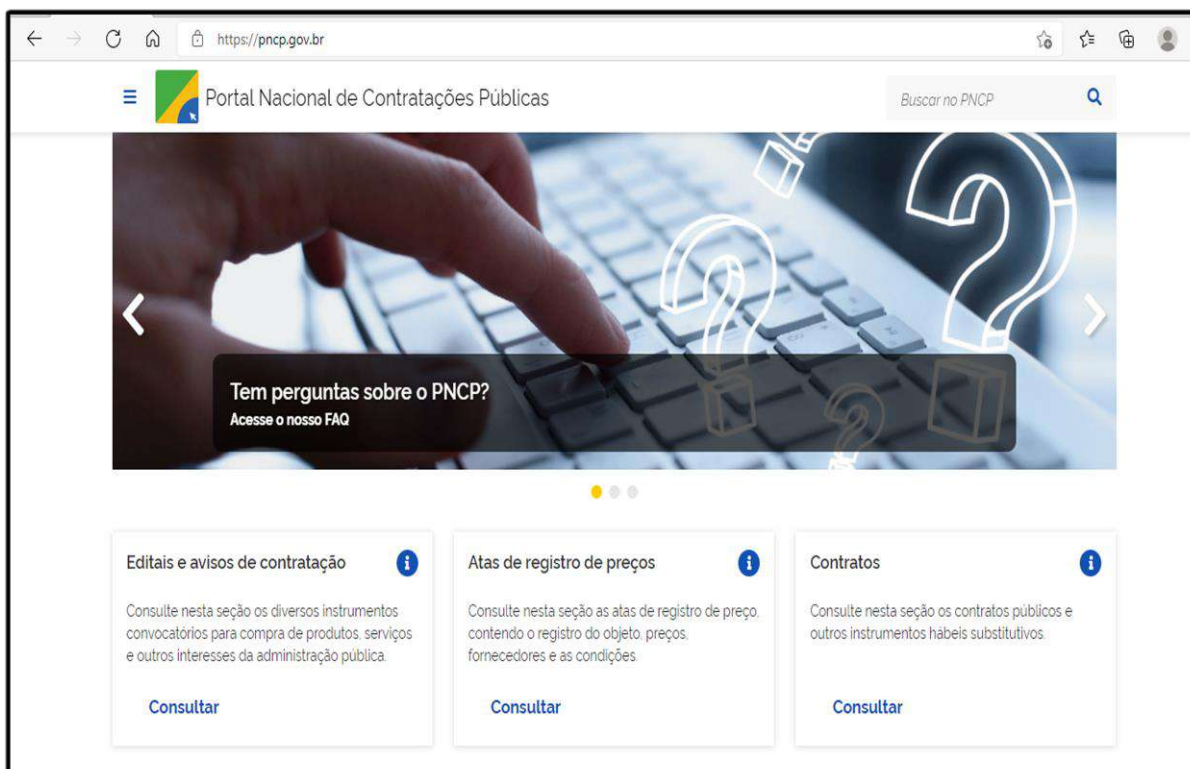 https://pncp.gov.br
Portal Nacional de Contratações Públicas
Buscar no PNCP
Tem perguntas sobre o PNCP?
Acesse o nosso FAQ
Editais e avisos de contratação
Consulte nesta seção os diversos instrumentos
convocatórios para compra de produtos, serviços
e outros interesses da administração pública.
Consultar
Atas de registro de preços
Consulte nesta seção as atas de registro de preço,
contendo o registro do objeto, preços,
fornecedores e as condições
Consultar
Contratos
Consulte nesta seção os contratos públicos e
outros instrumentos hábeis substitutivos.
Consultar